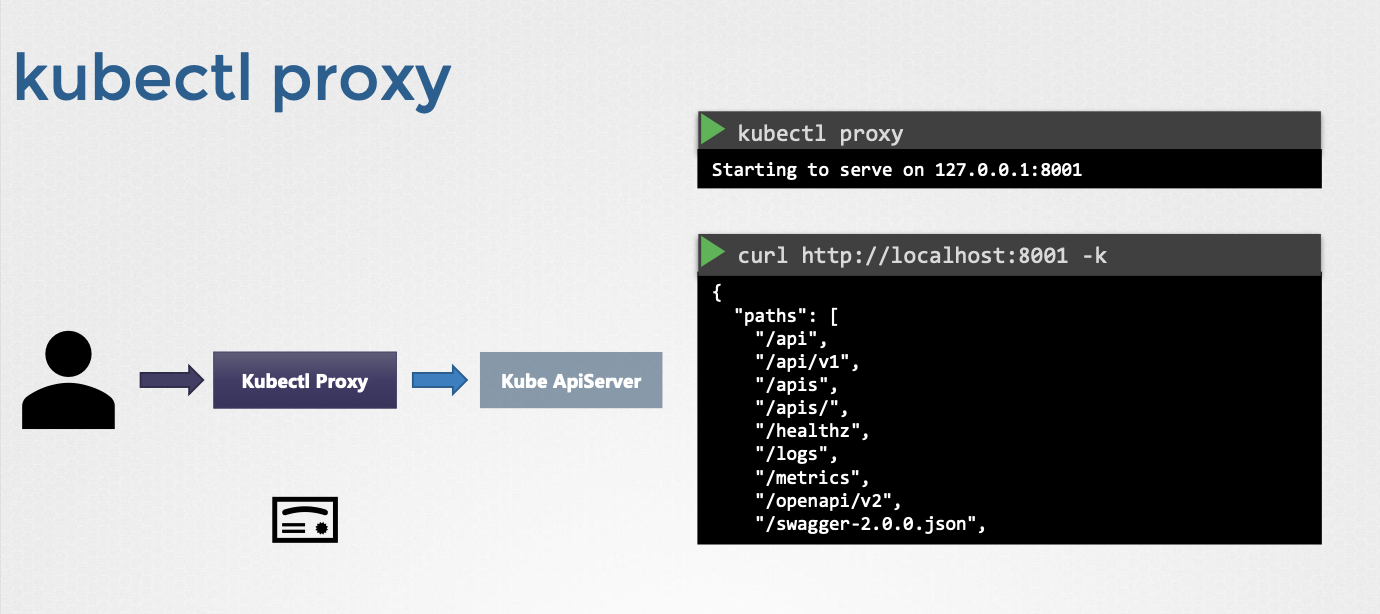 kubectl proxy
kubectl proxy
Starting to serve on 127.0.0.1:8001
curl http://localhost:8001 -k
{
"paths": [
"/api",
"/api/v1",
"/apis",
"/apis/",
"/healthz",
"/logs",
"/metrics",
"/openapi/v2",
"/swagger-2.0.0.json",
Kubectl Proxy
Kube ApiServer